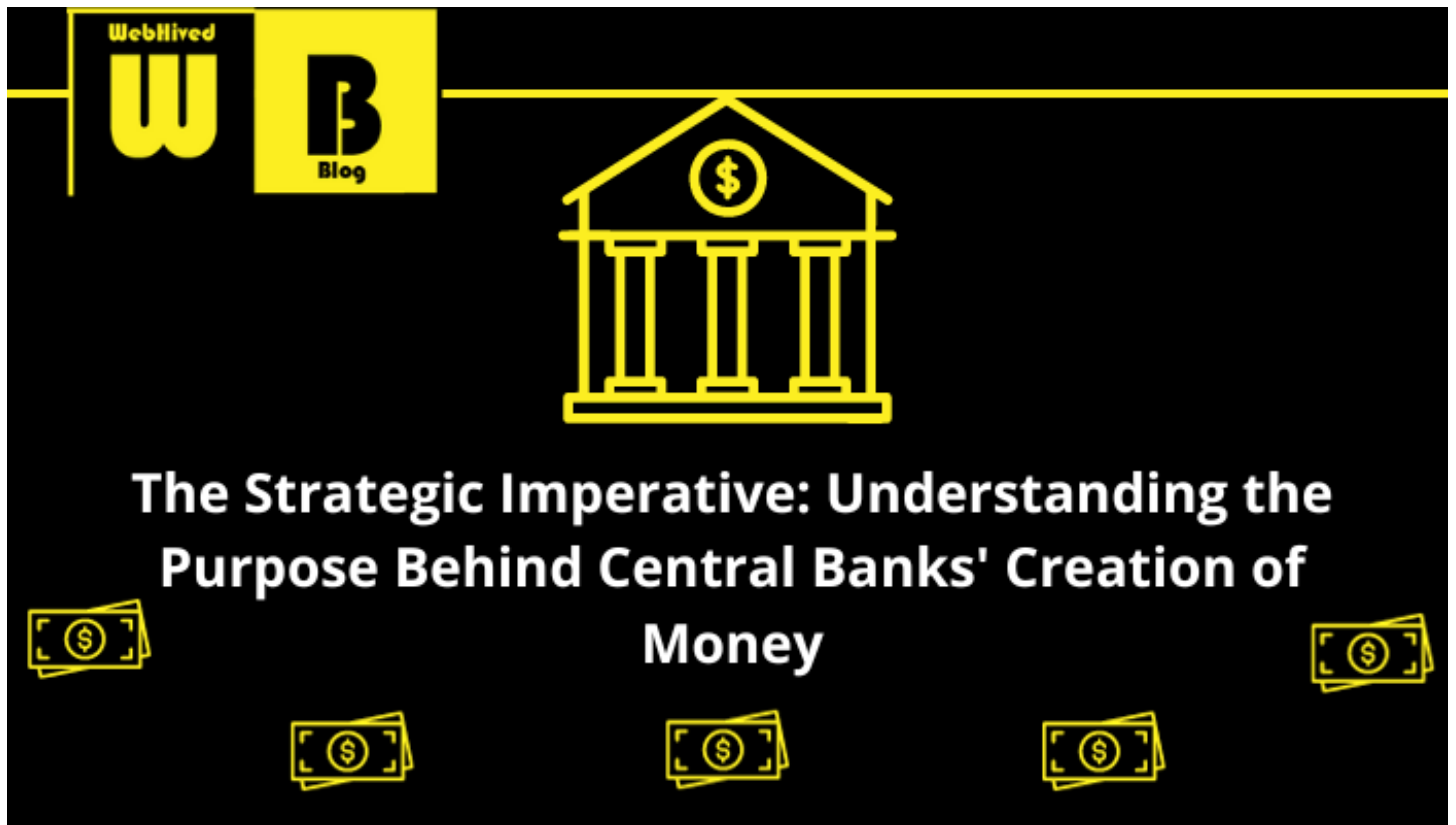 WebHived
W
B
Blog
$
The Strategic Imperative: Understanding the
Purpose Behind Central Banks' Creation of
Money
$
$
$
$
$